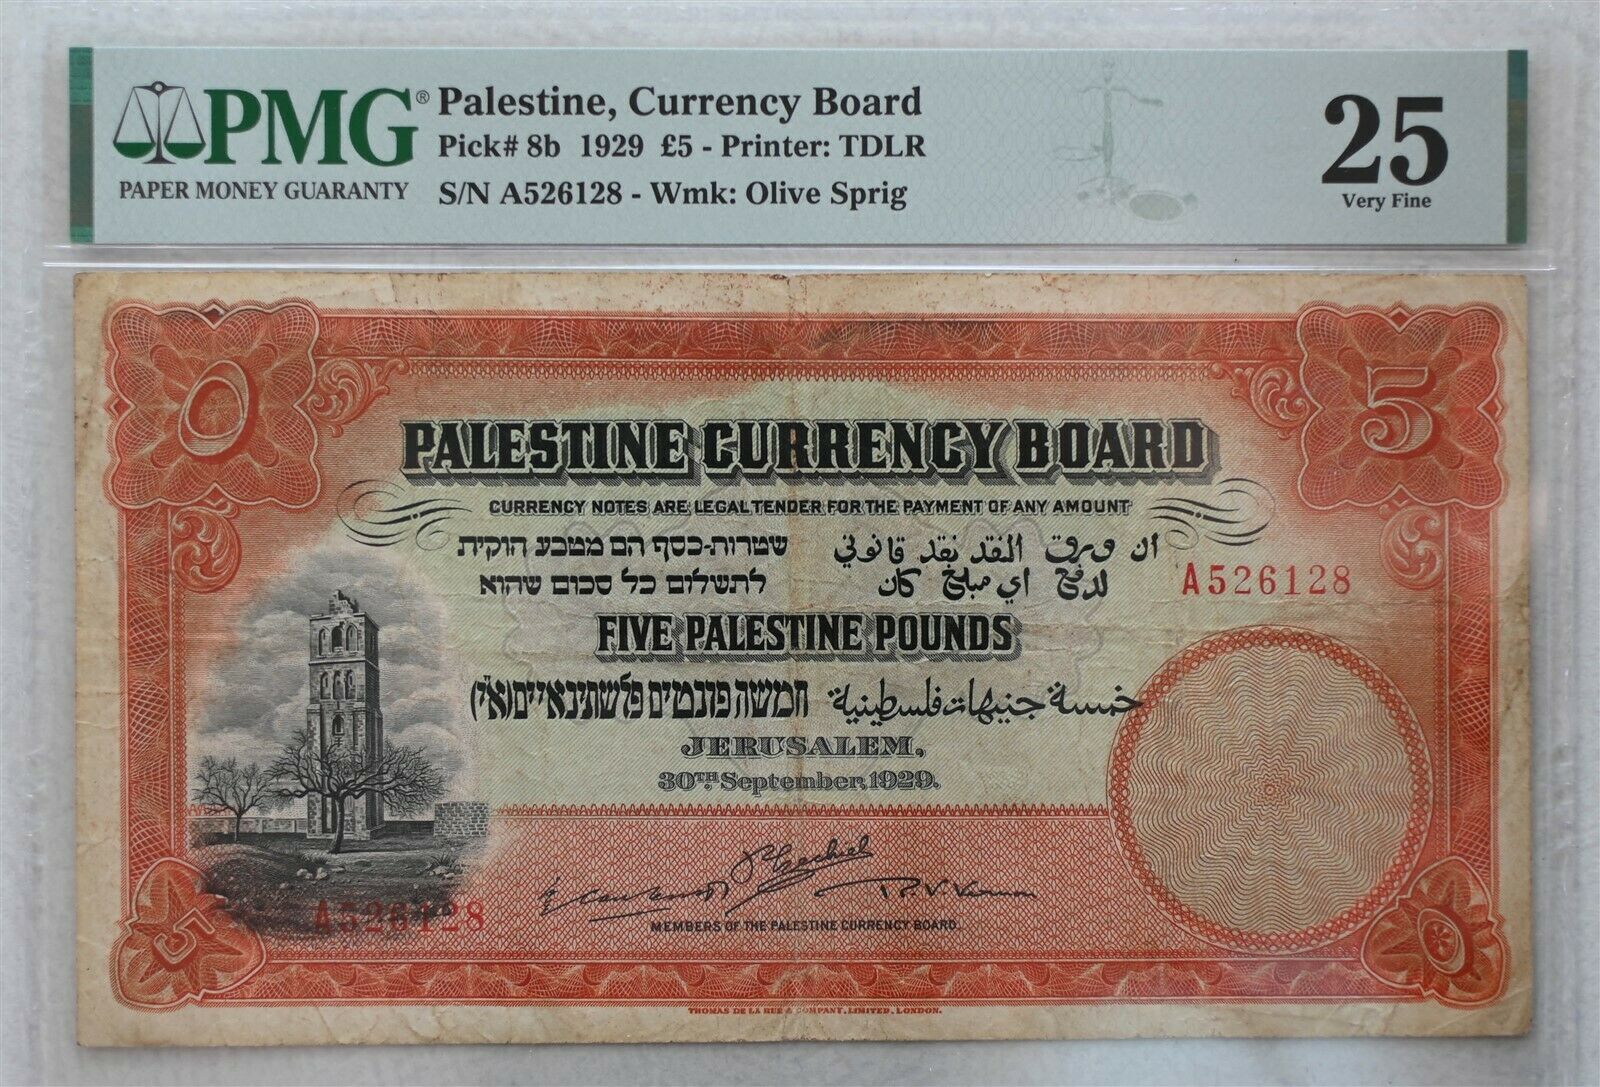 PMG®
PAPER MONEY GUARANTY
Palestine, Currency Board
Pick# 8b 1929 £5 - Printer: TDLR
S/N A526128 - Wmk: Olive Sprig
25
Very Fine
٥ 5
PALESTINE CURRENCY BOARD
CURRENCY NOTES ARE LEGAL TENDER FOR THE PAYMENT OF ANY AMOUNT
שטרות-כסף הם מטבע חוקית
לתשלום כל סכום שהוא
ان ورق النقد نقد قانوني
لدفع اي مبلغ كان
A526128
FIVE PALESTINE POUNDS
חמשה פונטים פלשתינאיים (א״י)
خمسة جنيهات فلسطينية
JERUSALEM,
30TH September, 1929.
A526128
MEMBERS OF THE PALESTINE CURRENCY BOARD.
5 ٥
THOMAS DE LA RUE & COMPANY, LIMITED, LONDON.